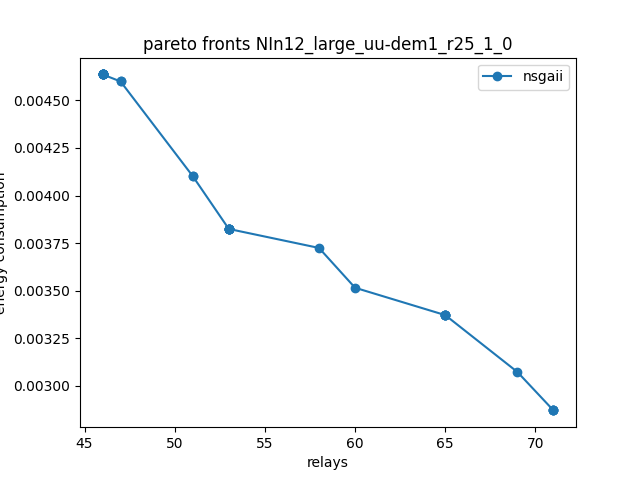 pareto fronts NIn12_large_uu-dem1_r25_1_0
nsgaii
0.00450
0.00425
0.00400
0.00375
0.00350
0.00325
0.00300
energy consumption
45 50 55 60 65 70
relays